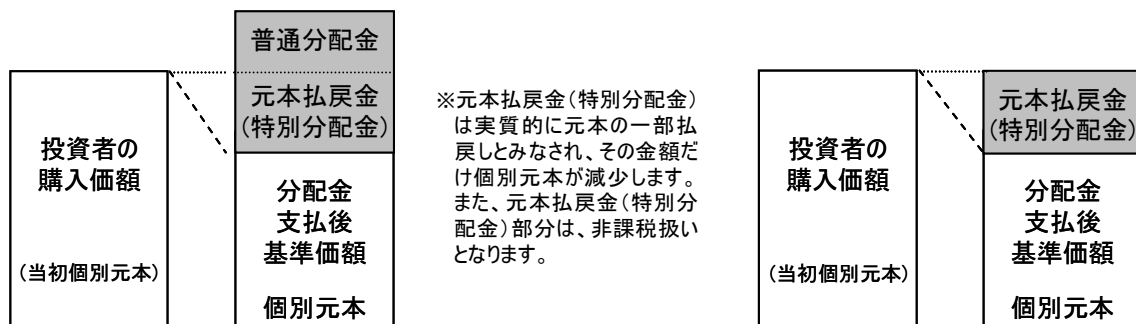 普通分配金
元本払戻金
(特別分配金)
投資者の
購入価額
(当初個別元本)
分配金
支払後
基準価額
個別元本
※元本払戻金(特別分配金)
は実質的に元本の一部払
戻しとみなされ、その金額だ
け個別元本が減少します。
また、元本払戻金(特別分
配金)部分は、非課税扱い
となります。
元本払戻金
(特別分配金)
投資者の
購入価額
(当初個別元本)
分配金
支払後
基準価額
個別元本